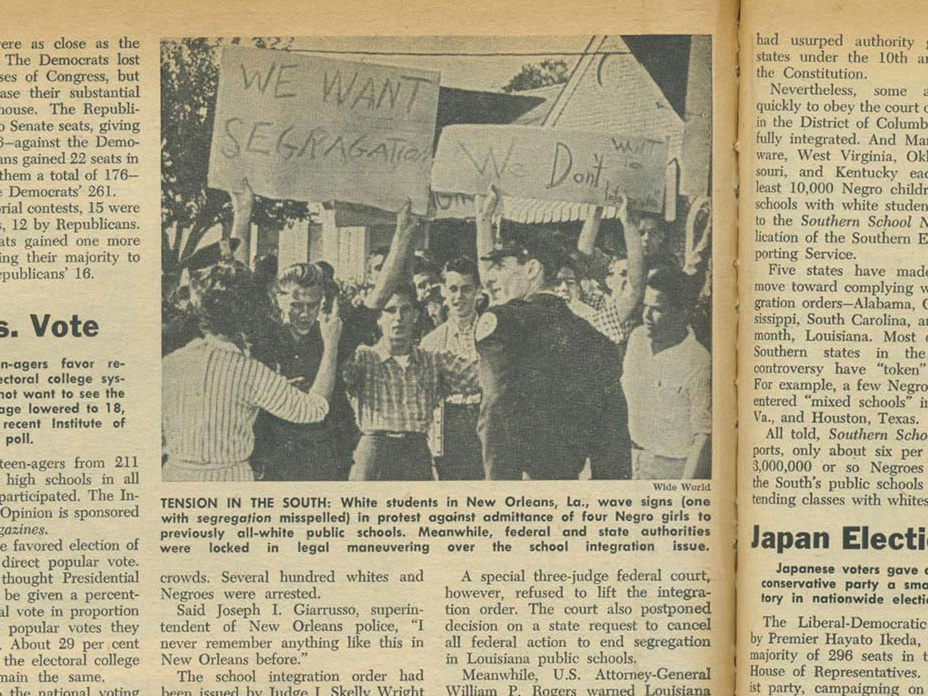 ere as close as the
The Democrats lost
ses of Congress, but
ase their substantial
house. The Republi-
o Senate seats, giving
–against the Demo-
ans gained 22 seats in
them a total of 176–
e Democrats' 261.
rial contests, 15 were
s, 12 by Republicans.
ats gained one more
ing their majority to
epublicans' 16.
s. Vote
n-agers favor re-
ectoral college sys-
not want to see the
age lowered to 18,
recent Institute of
poll.
teen-agers from 211
high schools in all
participated. The In-
Opinion is sponsored
gazines.
e favored election of
direct popular vote.
thought Presidential
be given a percent-
al vote in proportion
popular votes they
. About 29 per cent
the electoral college
main the same.
o the national voting
WE WANT
SEGRAGATION
We Don't
WANT
TO
Wide World
TENSION IN THE SOUTH: White students in New Orleans, La., wave signs (one
with segregation misspelled) in protest against admittance of four Negro girls to
previously all-white public schools. Meanwhile, federal and state authorities
were locked in legal maneuvering over the school integration issue.
crowds. Several hundred whites and
Negroes were arrested.
Said Joseph I. Giarrusso, superin-
tendent of New Orleans police, "I
never remember anything like this in
New Orleans before."
The school integration order had
been issued by Judge J. Skelly Wright
A special three-judge federal court,
however, refused to lift the integra-
tion order. The court also postponed
decision on a state request to cancel
all federal action to end segregation
in Louisiana public schools.
Meanwhile, U.S. Attorney-General
William P. Rogers warned Louisiana
had usurped authority g
states under the 10th a
the Constitution.
Nevertheless, some a
quickly to obey the court o
in the District of Columb
fully integrated. And Mar
ware, West Virginia, Okl
souri, and Kentucky eac
least 10,000 Negro childr
schools with white studen
to the Southern School N
lication of the Southern E
porting Service.
Five states have made
move toward complying w
gration orders–Alabama, G
sissippi, South Carolina, an
month, Louisiana. Most o
Southern states in the
controversy have "token"
For example, a few Negro
entered "mixed schools" in
Va., and Houston, Texas.
All told, Southern Scho
ports, only about six per
3,000,000 or so Negroes
the South's public schools
tending classes with whites
Japan Electi
Japanese voters gave a
conservative party a sma
tory in nationwide electi
The Liberal-Democratic
by Premier Hayato Ikeda,
majority of 296 seats in t
House of Representatives.
ist party, campaigning on